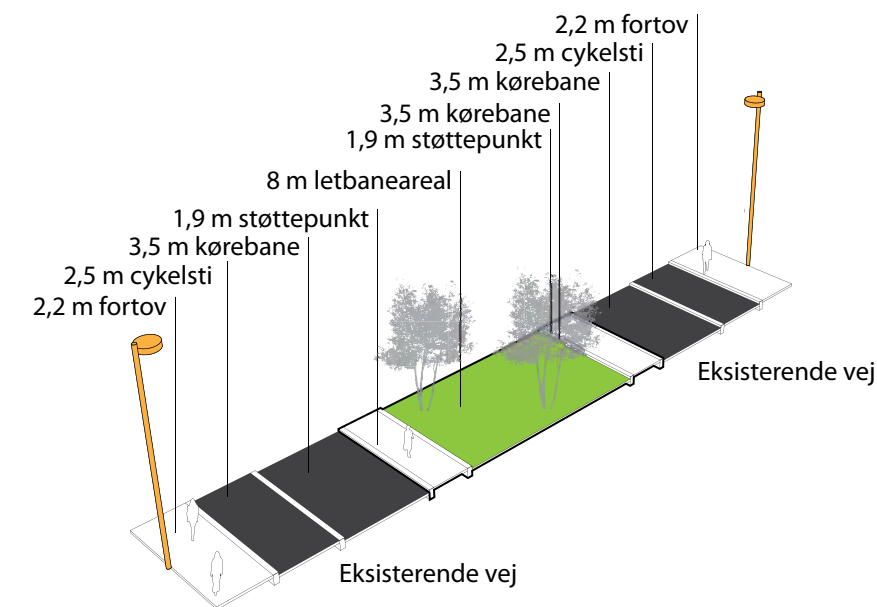 2,2 m fortov
2,5 m cykelsti
3,5 m kørebane
3,5 m kørebane
1,9 m støttepunkt
8 m letbaneareal
1,9 m støttepunkt
3,5 m kørebane
2,5 m cykelsti
2,2 m fortov
Eksisterende vej
Eksisterende vej